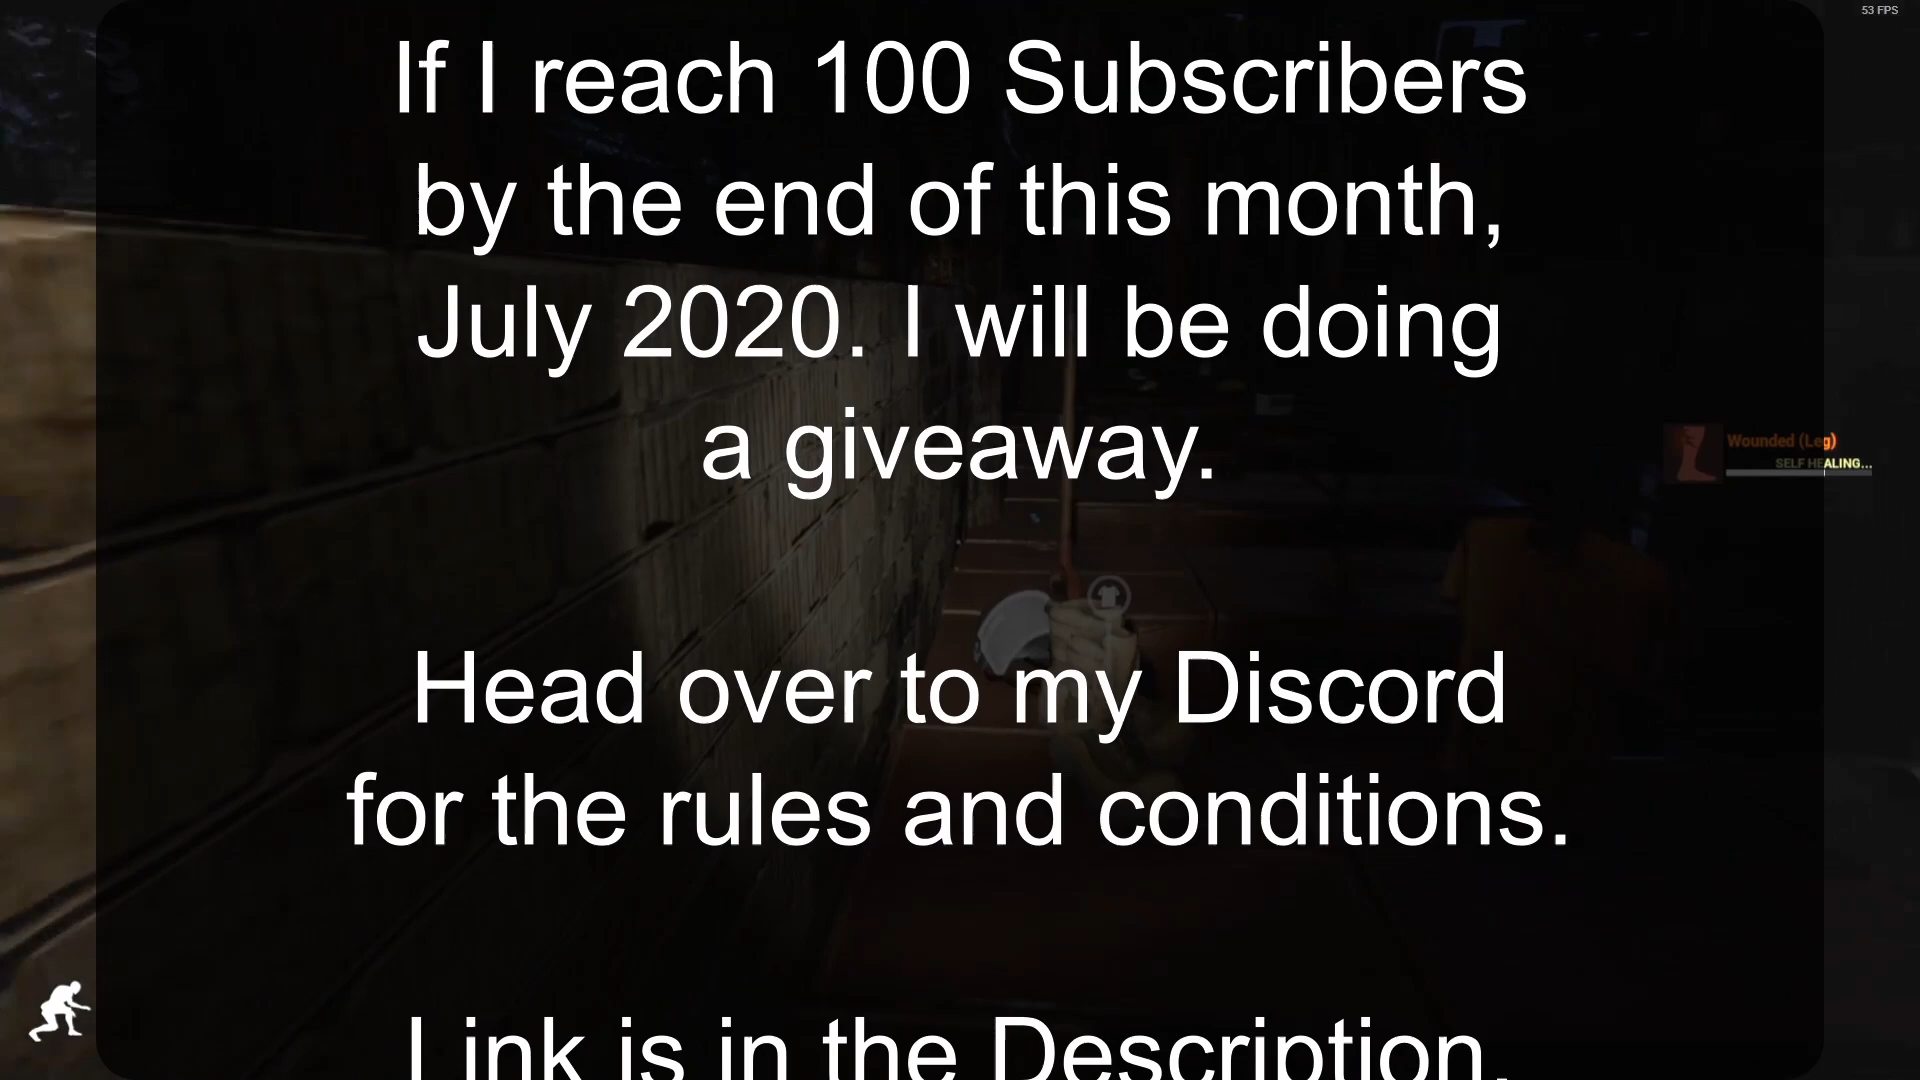 53 FPS
If I reach 100 Subscribers
by the end of this month,
July 2020. I will be doing
a giveaway.
Wounded (Leg)
SELF HEALING...
Head over to my Discord
for the rules and conditions.
Link is in the Description.